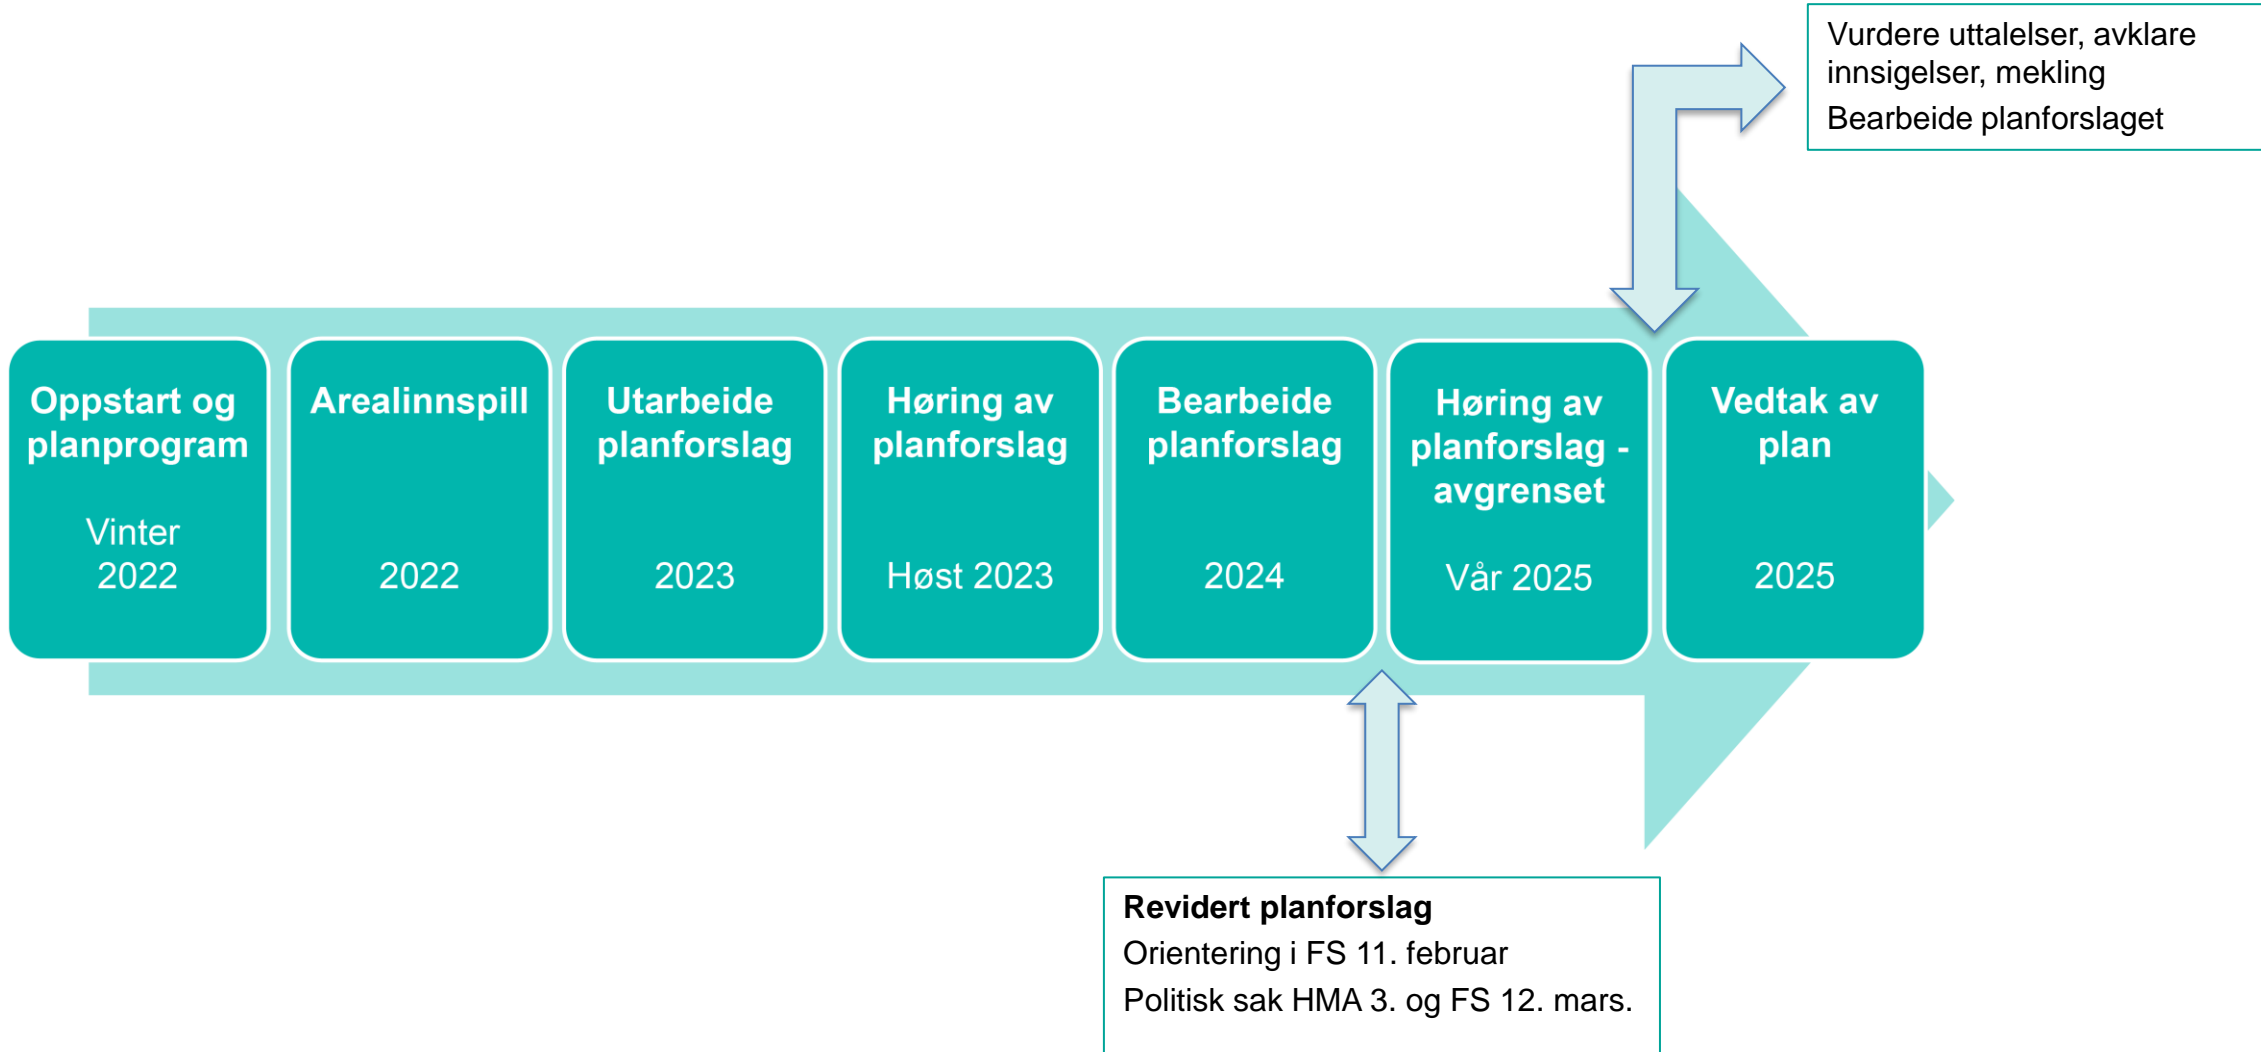 Vurdere uttalelser, avklare
innsigelser, mekling
Bearbeide planforslaget
Oppstart og
planprogram
Vinter
2022
Arealinnspill
2022
Utarbeide
planforslag
2023
Høring av
planforslag
Høst 2023
Bearbeide
planforslag
2024
Høring av
planforslag -
avgrenset
Vår 2025
Vedtak av
plan
2025
Revidert planforslag
Orientering i FS 11. februar
Politisk sak HMA 3. og FS 12. mars.